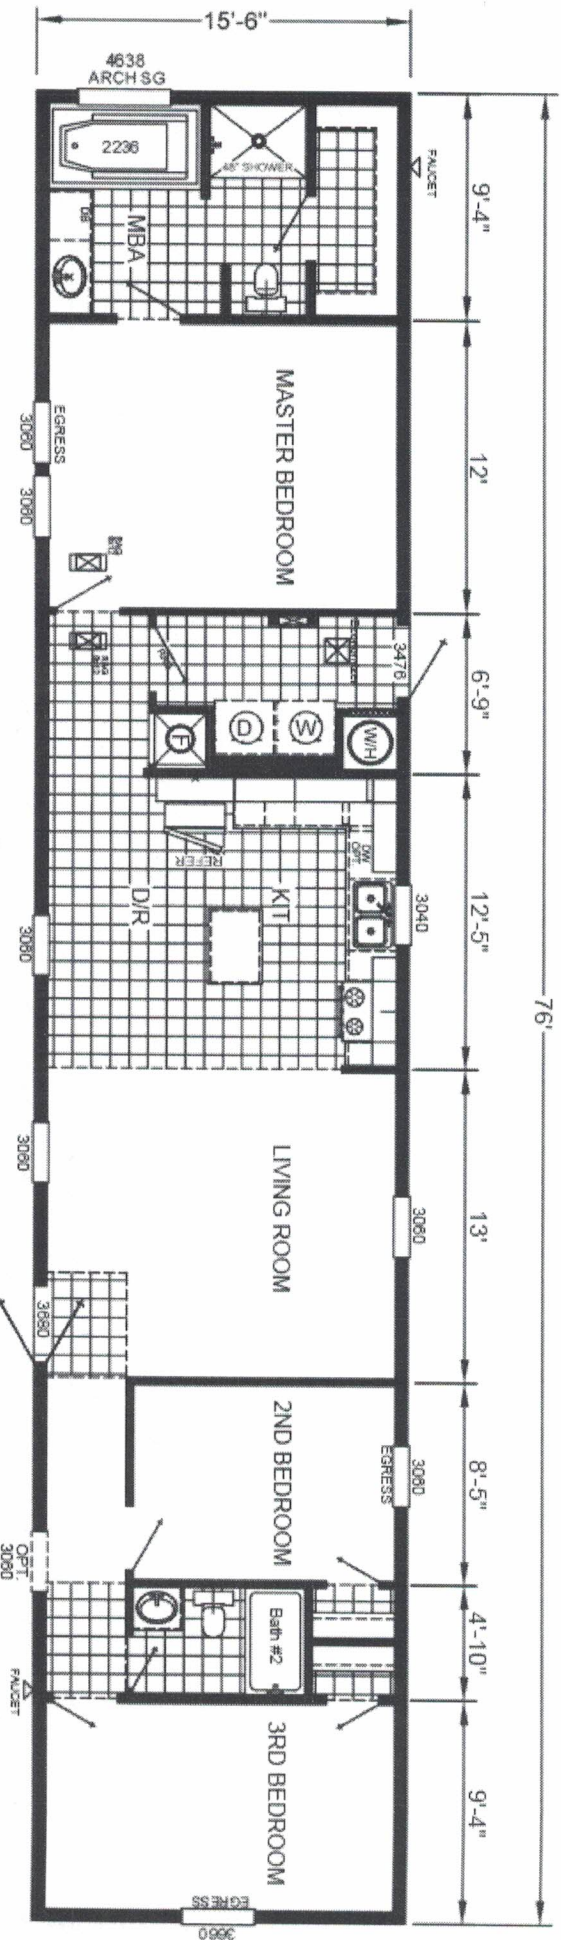 15'-6"
4638
ARCH SG
2236
48" SHOWER
FAUCET
9'-4"
DB
MBA
76'
12'
MASTER BEDROOM
EGRESS
3060
3060
6'-9"
3476
D
W
W/H
F
REFER
DW
OPT.
KIT
D/R
3040
12'-5"
3060
LIVING ROOM
13'
3060
3060
3680
2ND BEDROOM
EGRESS
3060
8'-5"
OPT.
3060
Bath #2
4'-10"
FAUCET
3RD BEDROOM
9'-4"
EGRESS
3660